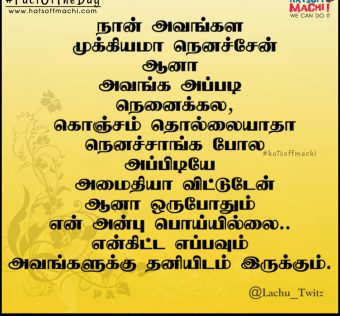 #FactOfTheDay
www.hatsoffmachi.com
HATSOFF
MACHI!
WE CAN DO IT
நான் அவங்கள
முக்கியமா நெனச்சேன்
ஆனா
அவங்க அப்படி
நெனைக்கல,
கொஞ்சம் தொல்லையாதா
நெனச்சாங்க போல
#hatsoffmachi
அப்பிடியே
அமைதியா விட்டுடேன்
ஆனா ஒருபோதும்
என் அன்பு பொய்யில்லை..
என்கிட்ட எப்பவும்
அவங்களுக்கு தனியிடம் இருக்கும்.
@Lachu_Twitz